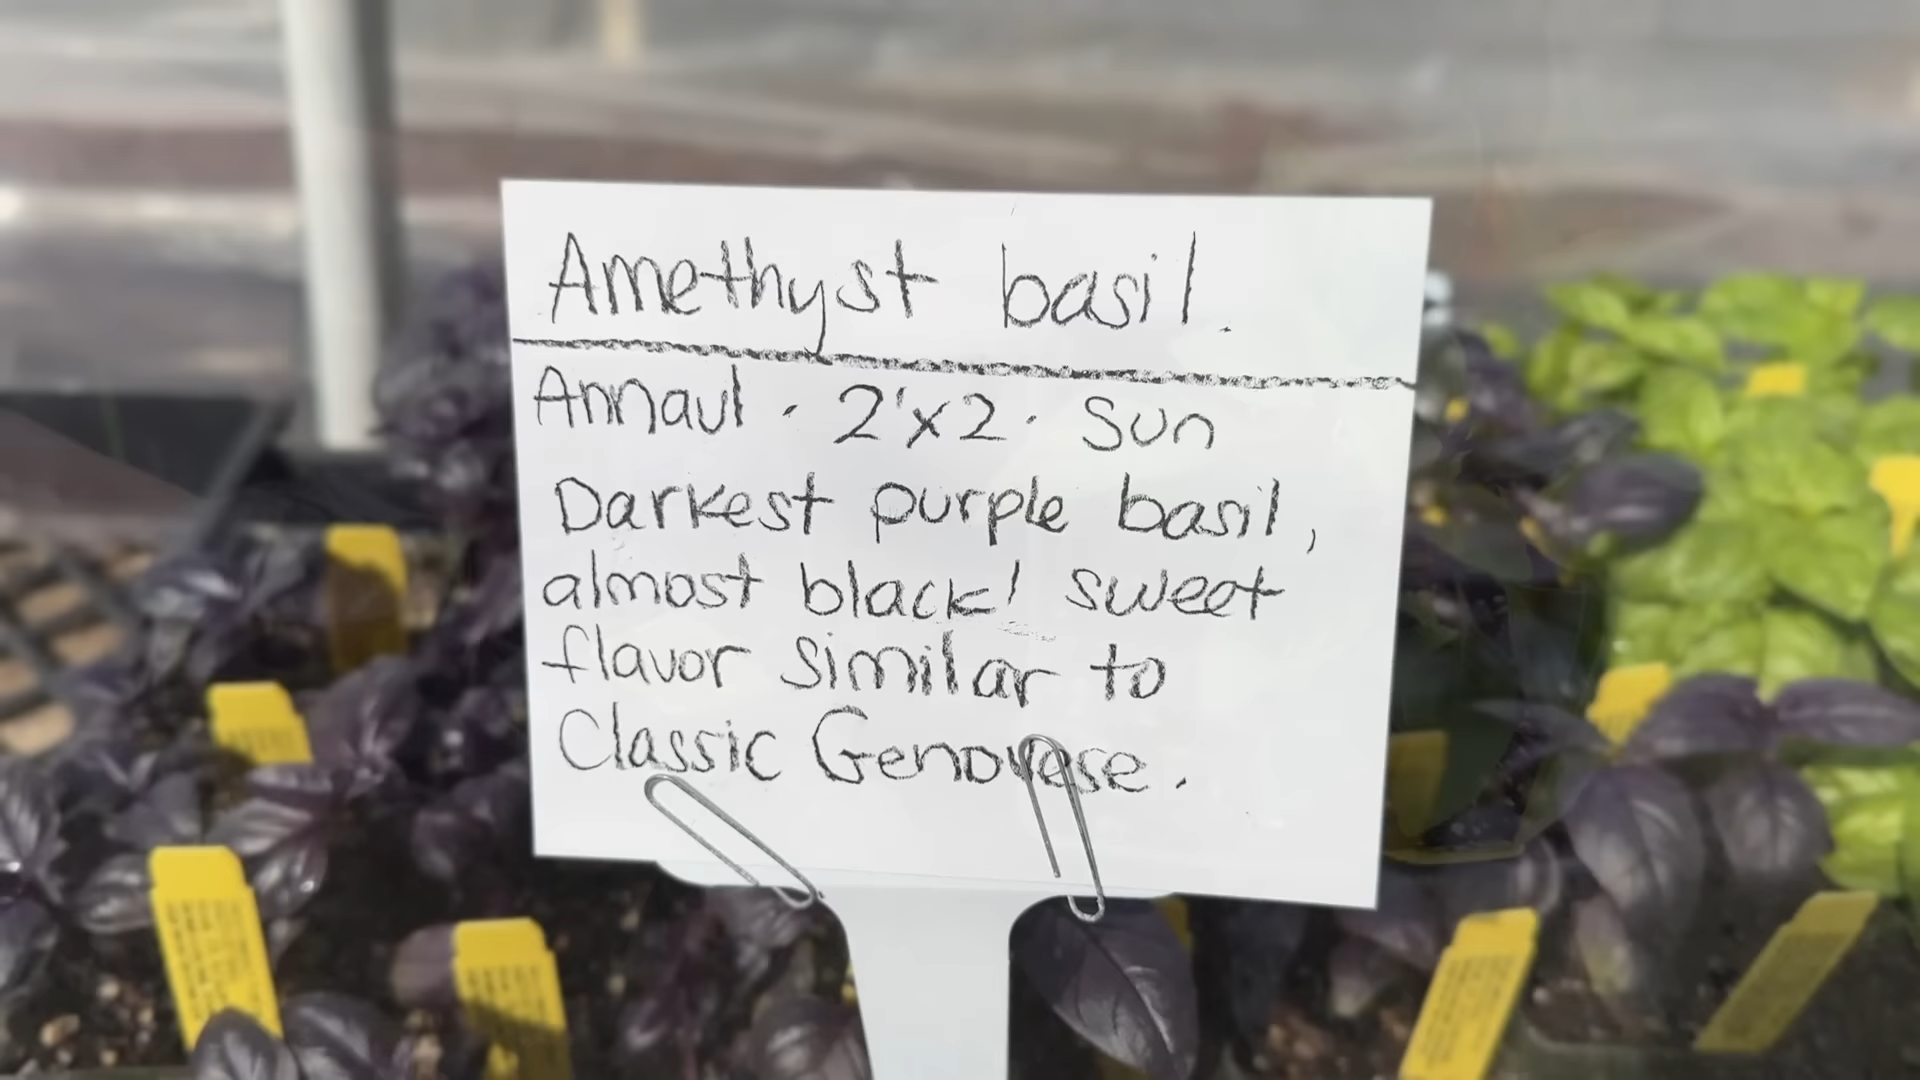 Amethyst basil.
Annaul · 2'x2 · Sun
Darkest purple basil,
almost black! sweet
flavor similar to
Classic Genovese.